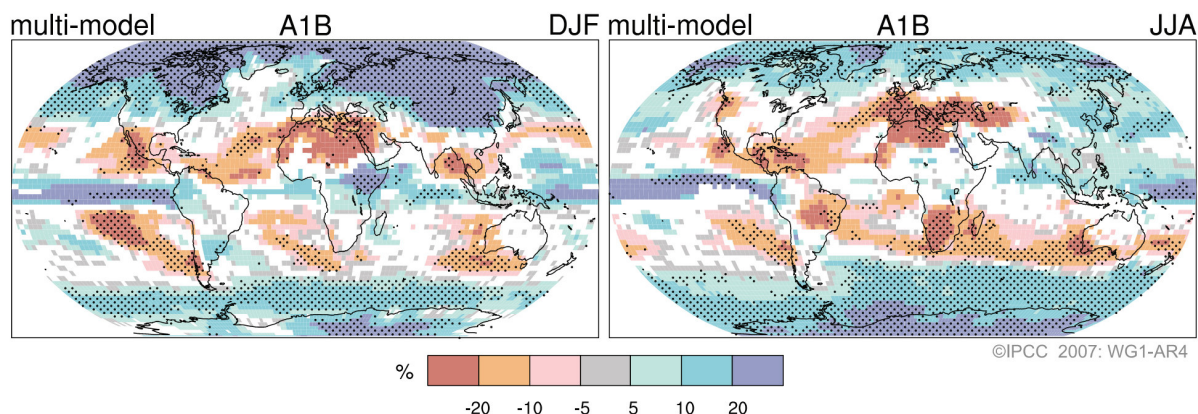 multi-model A1B DJF
multi-model A1B JJA
©IPCC 2007: WG1-AR4
%
-20 -10 -5 5 10 20